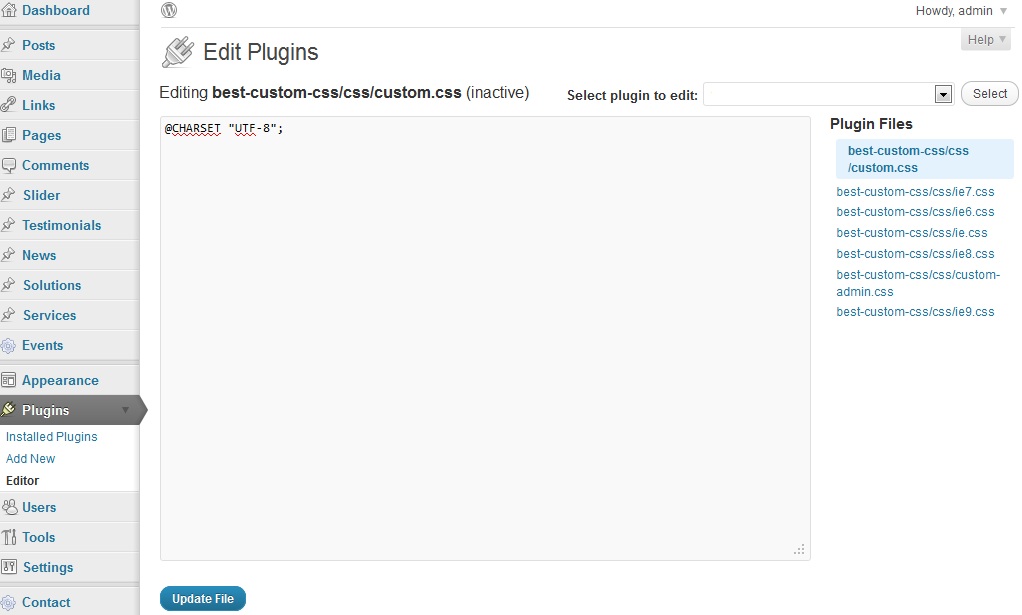 Dashboard
Posts
Media
Links
Pages
Comments
Slider
Testimonials
News
Solutions
Services
Events
Appearance
Plugins
Installed Plugins
Add New
Editor
Users
Tools
Settings
Contact
Howdy, admin
Help
Edit Plugins
Editing best-custom-css/css/custom.css (inactive)
Select plugin to edit:
Select
@CHARSET "UTF-8";
Plugin Files
best-custom-css/css
/custom.css
best-custom-css/css/ie7.css
best-custom-css/css/ie6.css
best-custom-css/css/ie.css
best-custom-css/css/ie8.css
best-custom-css/css/custom-
admin.css
best-custom-css/css/ie9.css
Update File